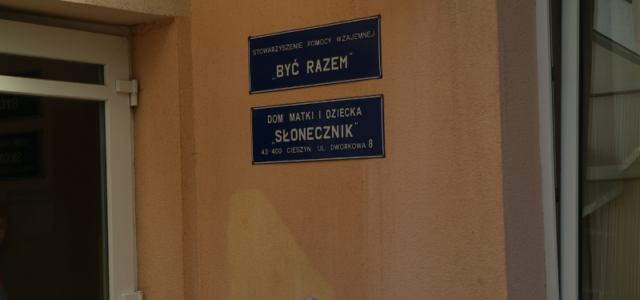 STOWARZYSZENIE POMOCY WZAJEMNEJ
„BYĆ RAZEM"
DOM MATKI I DZIECKA
„SŁONECZNIK"
43-400 CIESZYN UL. DWORKOWA 8